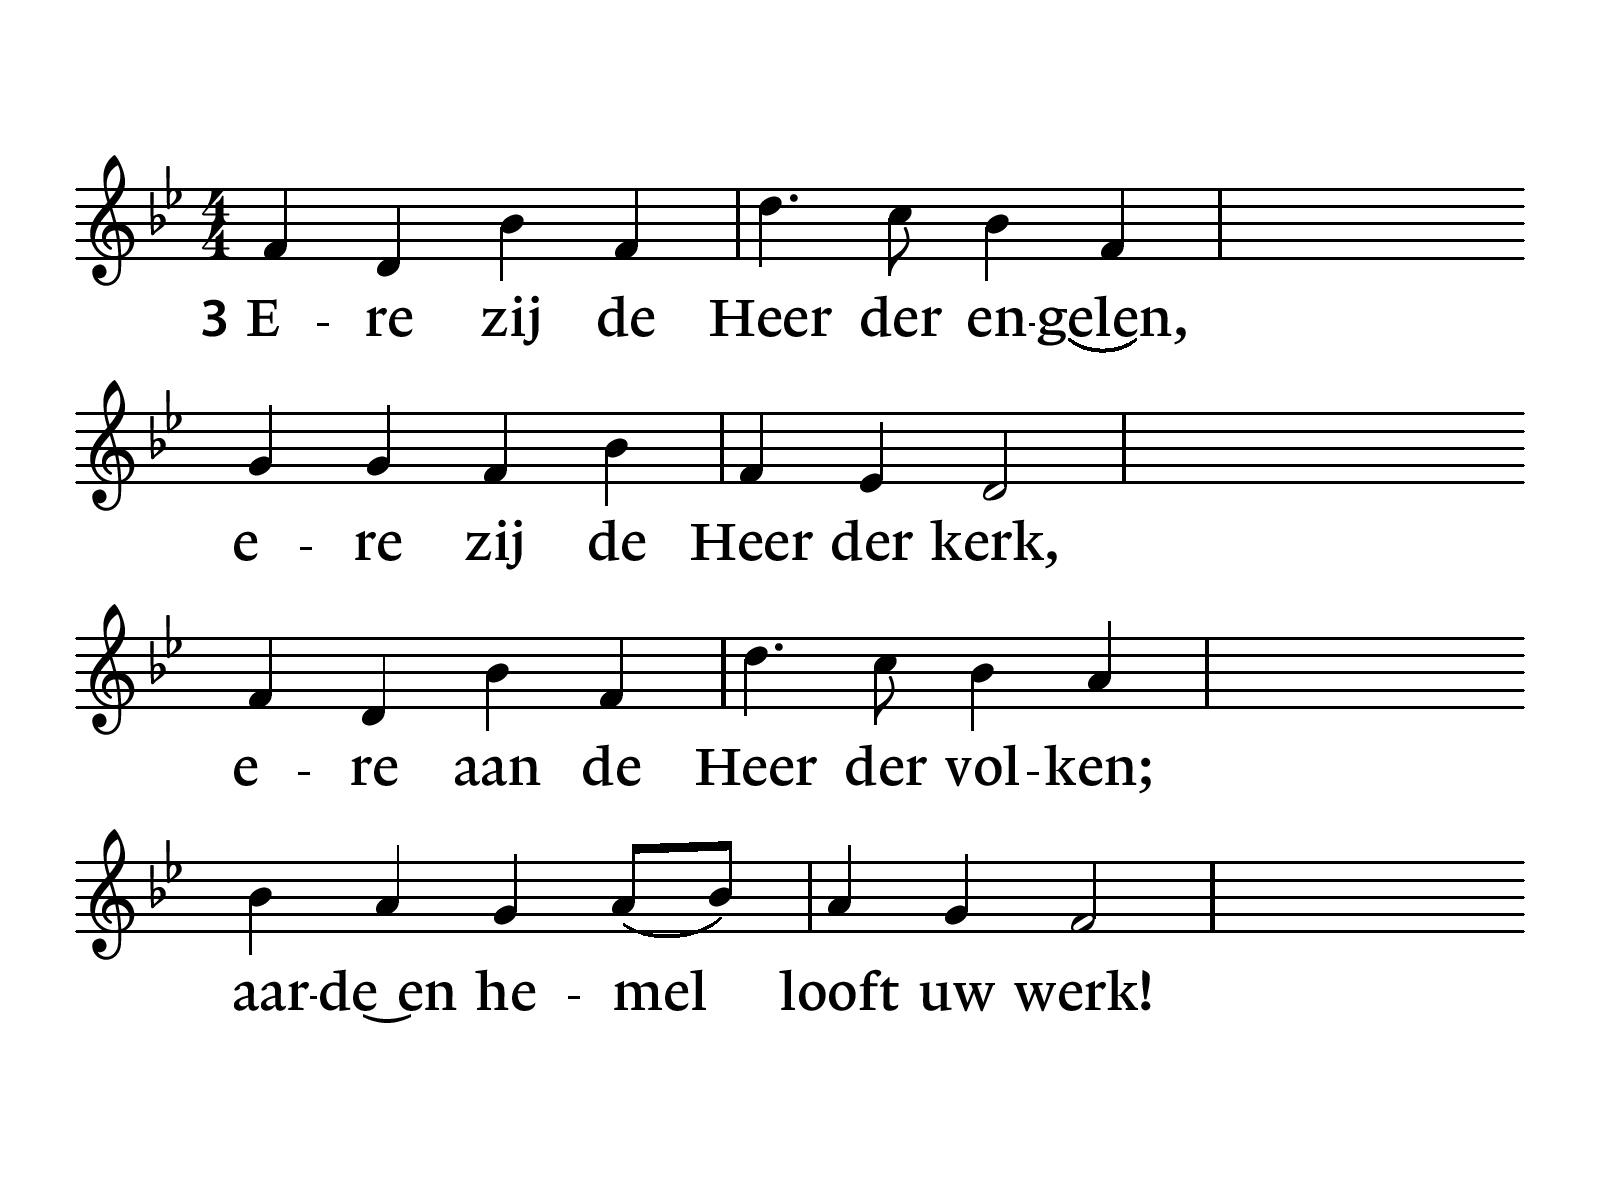 3 E - re zij de Heer der en-gelen,
e - re zij de Heer der kerk,
e - re aan de Heer der vol-ken;
aar-de en he - mel looft uw werk!